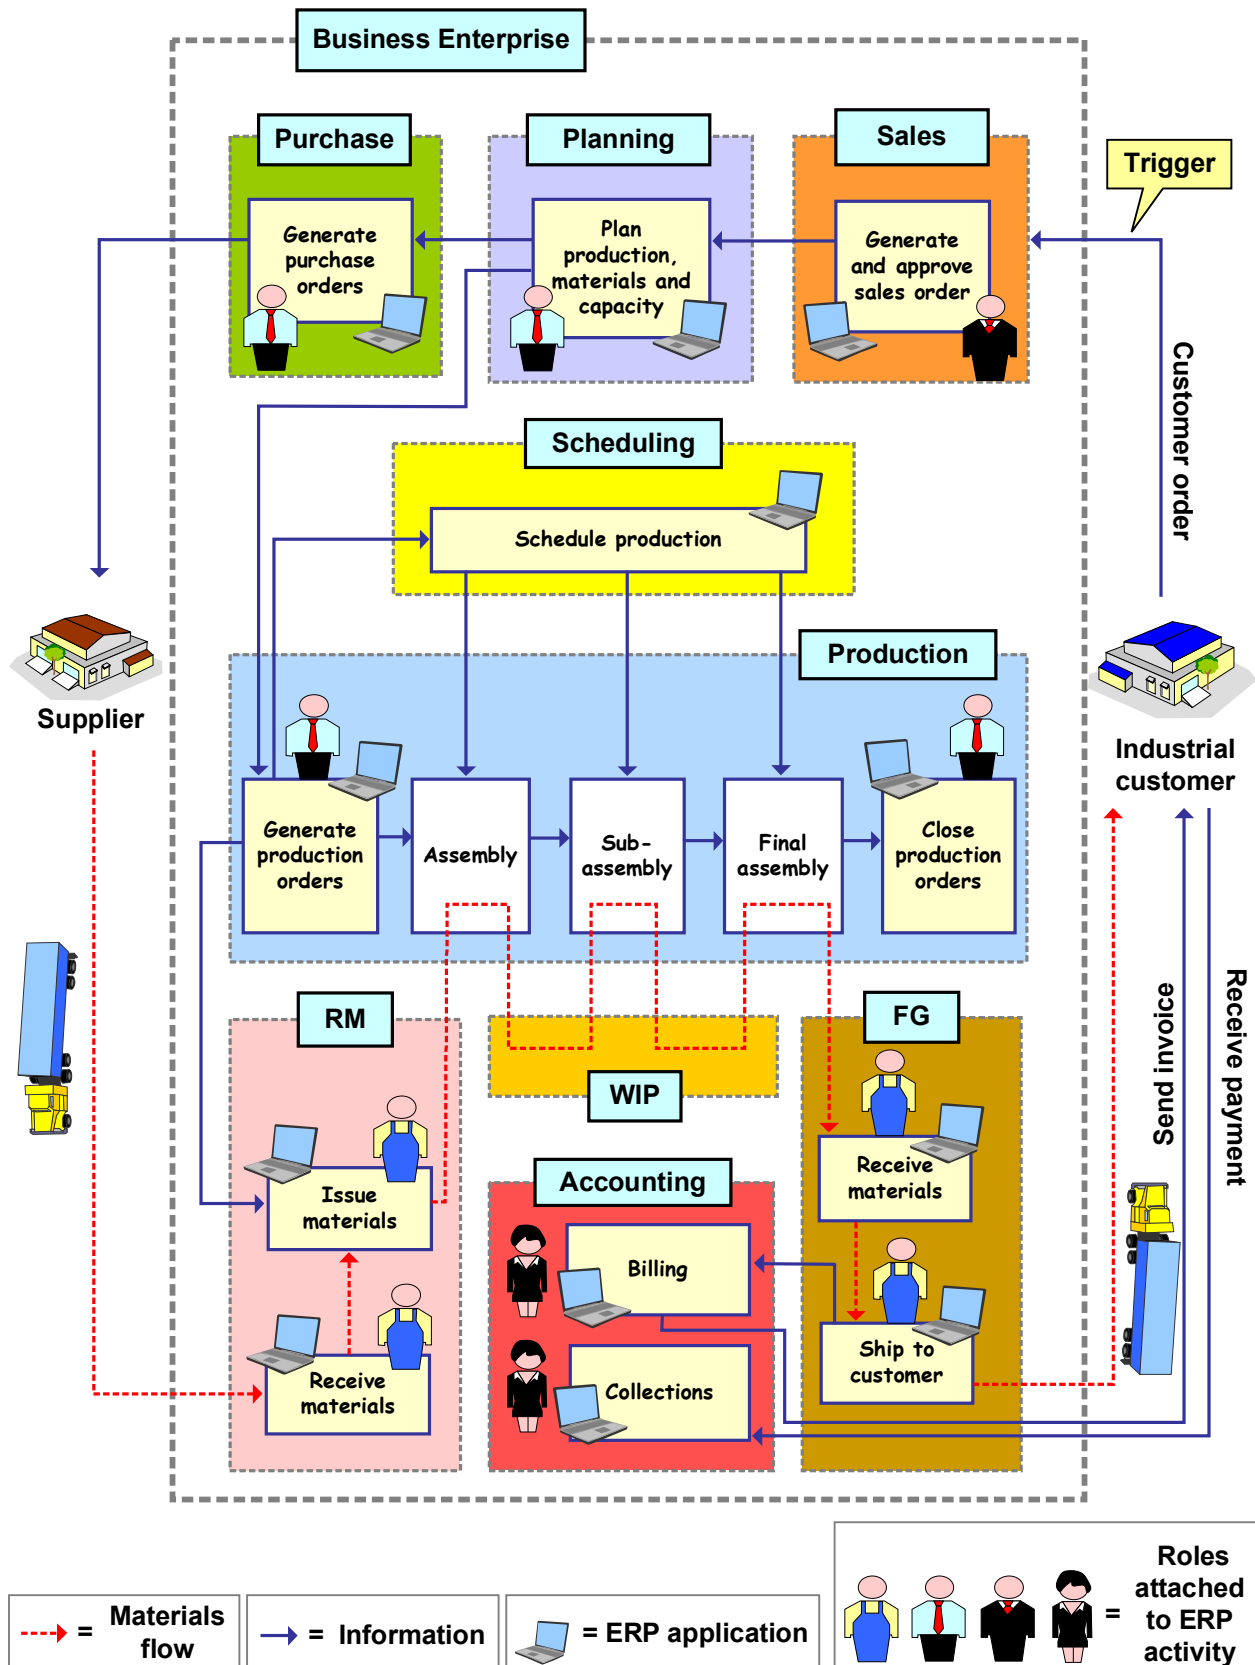 Business Enterprise
Purchase
Planning
Sales
Trigger
Generate
purchase
orders
Plan
production,
materials and
capacity
Generate
and approve
sales order
Customer order
Scheduling
Schedule production
Production
Supplier
Industrial
customer
Generate
production
orders
Assembly
Sub-
assembly
Final
assembly
Close
production
orders
RM
WIP
FG
Send invoice
Receive payment
Issue
materials
Receive
materials
Accounting
Billing
Collections
Receive
materials
Ship to
customer
= Materials
flow
= Information
= ERP application
= Roles
attached
to ERP
activity